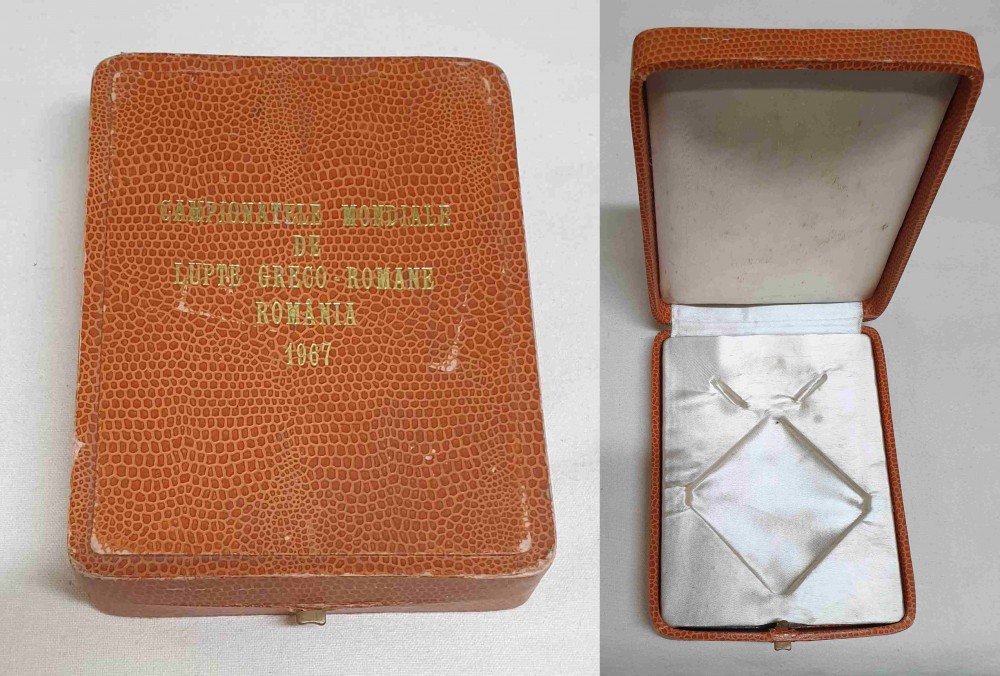 CAMPIONATELE MONDIALE
DE
LUPTE GRECO-ROMANE
ROMÂNIA
1967